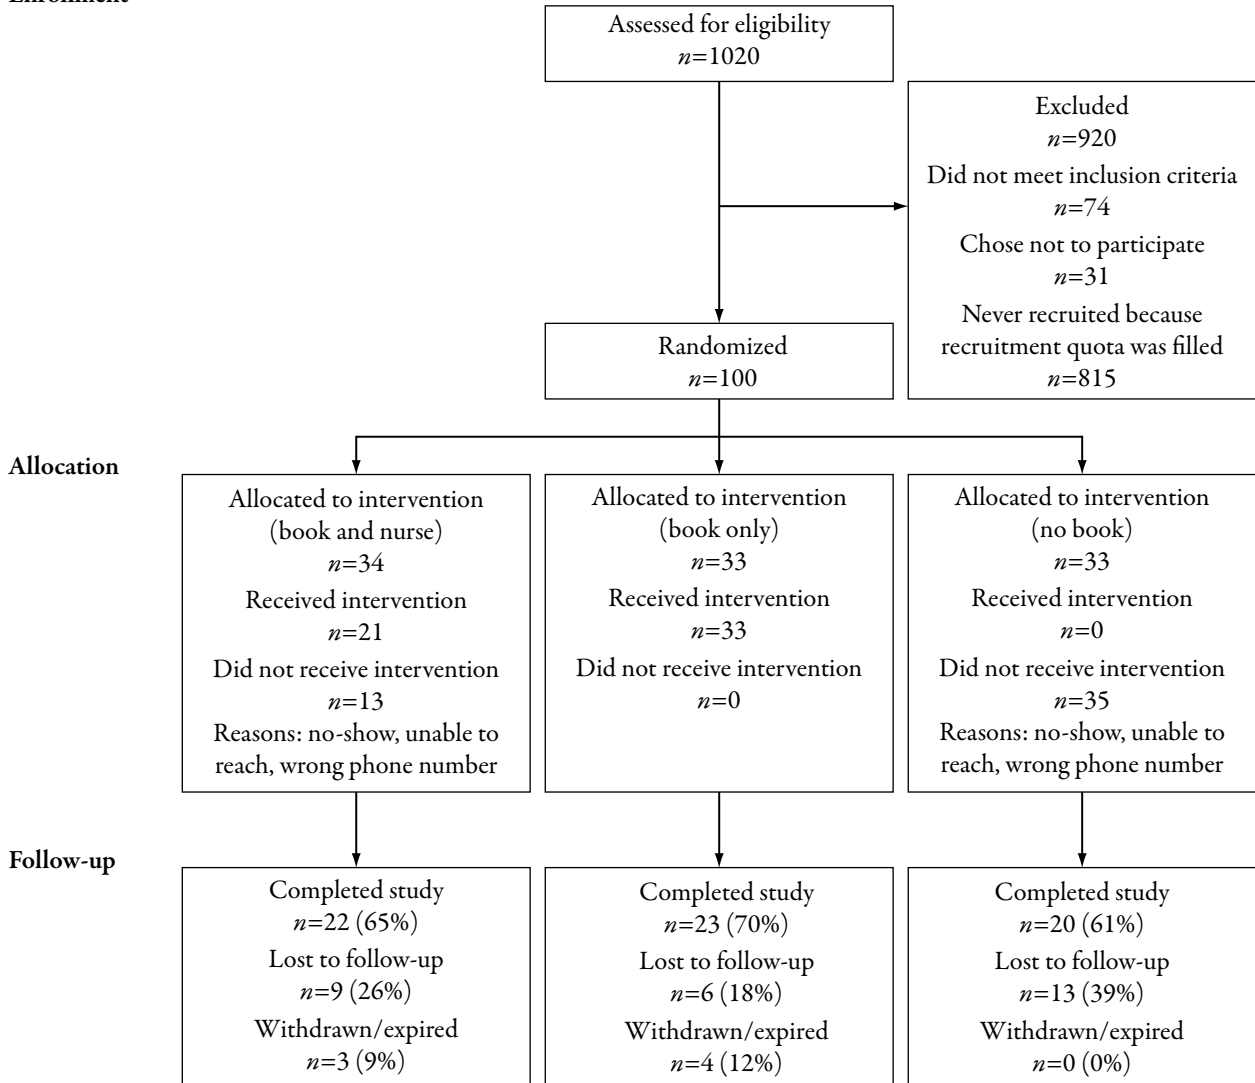 Assessed for eligibility
n=1020
Excluded
n=920
Did not meet inclusion criteria
n=74
Chose not to participate
n=31
Never recruited because
recruitment quota was filled
n=815
Randomized
n=100
Allocation
Allocated to intervention
(book and nurse)
n=34
Received intervention
n=21
Did not receive intervention
n=13
Reasons: no-show, unable to
reach, wrong phone number
Allocated to intervention
(book only)
n=33
Received intervention
n=33
Did not receive intervention
n=0
Allocated to intervention
(no book)
n=33
Received intervention
n=0
Did not receive intervention
n=35
Reasons: no-show, unable to
reach, wrong phone number
Follow-up
Completed study
n=22 (65%)
Lost to follow-up
n=9 (26%)
Withdrawn/expired
n=3 (9%)
Completed study
n=23 (70%)
Lost to follow-up
n=6 (18%)
Withdrawn/expired
n=4 (12%)
Completed study
n=20 (61%)
Lost to follow-up
n=13 (39%)
Withdrawn/expired
n=0 (0%)